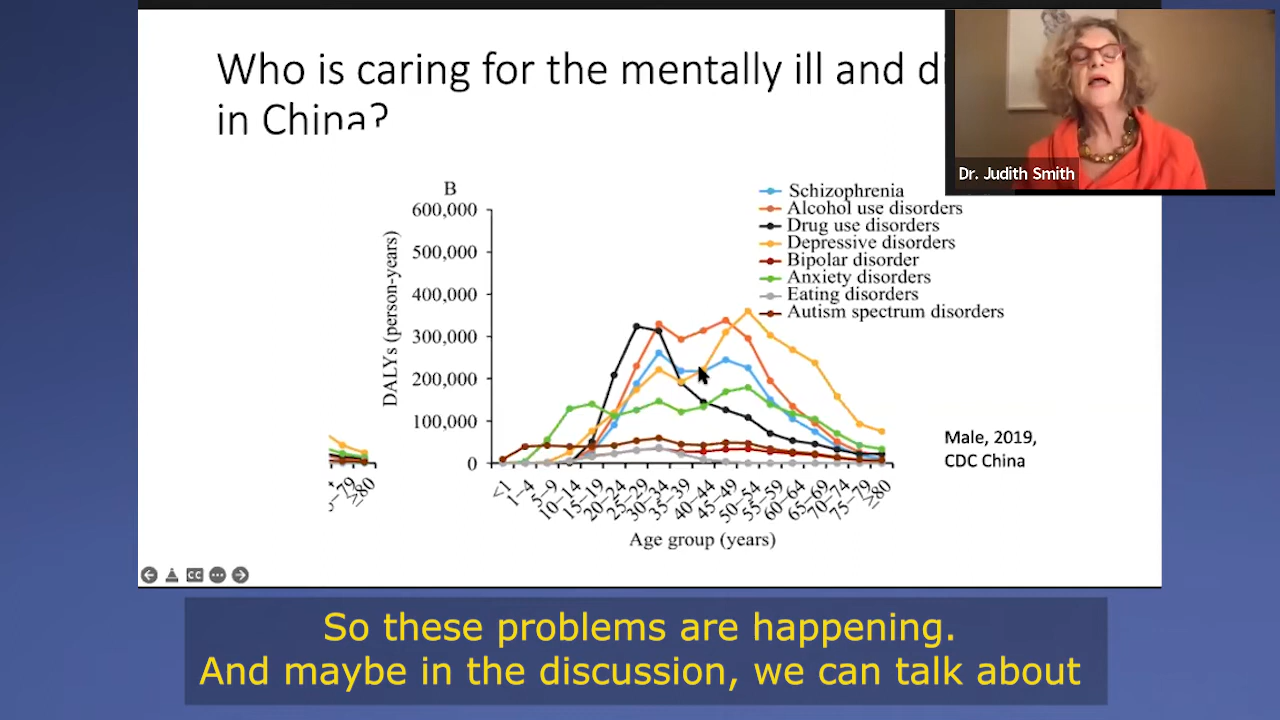 Who is caring for the mentally ill and
in China?
Dr. Judith Smith
B
Schizophrenia
Alcohol use disorders
Drug use disorders
Depressive disorders
Bipolar disorder
Anxiety disorders
Eating disorders
Autism spectrum disorders
600,000
500,000
400,000
300,000
200,000
100,000
0
DALYs (person-years)
<1
1–4
5–9
10–14
15–19
20–24
25–29
30–34
35–39
40–44
45–49
50–54
55–59
60–64
65–69
70–74
75–79
≥80
Age group (years)
≥80
Male, 2019,
CDC China
CC
So these problems are happening.
And maybe in the discussion, we can talk about